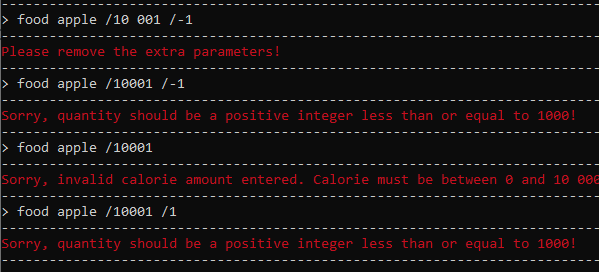 > food apple /10 001 /-1
Please remove the extra parameters!
> food apple /10001 /-1
Sorry, quantity should be a positive integer less than or equal to 1000!
> food apple /10001
Sorry, invalid calorie amount entered. Calorie must be between 0 and 10 000
> food apple /10001 /1
Sorry, quantity should be a positive integer less than or equal to 1000!